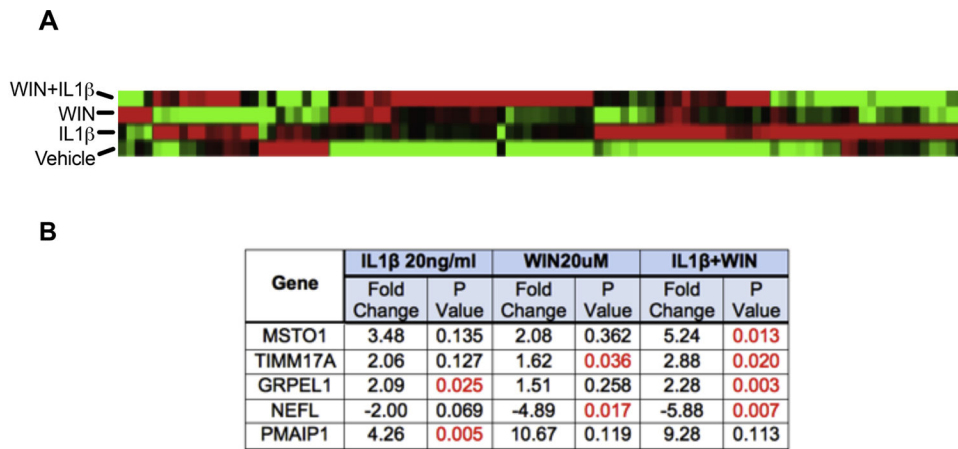 A
WIN+IL1β
WIN
IL1β
Vehicle
B
Gene IL1β 20ng/ml WIN20uM IL1β+WIN
Fold Change P Value Fold Change P Value Fold Change P Value
MSTO1 3.48 0.135 2.08 0.362 5.24 0.013
TIMM17A 2.06 0.127 1.62 0.036 2.88 0.020
GRPEL1 2.09 0.025 1.51 0.258 2.28 0.003
NEFL -2.00 0.069 -4.89 0.017 -5.88 0.007
PMAIP1 4.26 0.005 10.67 0.119 9.28 0.113